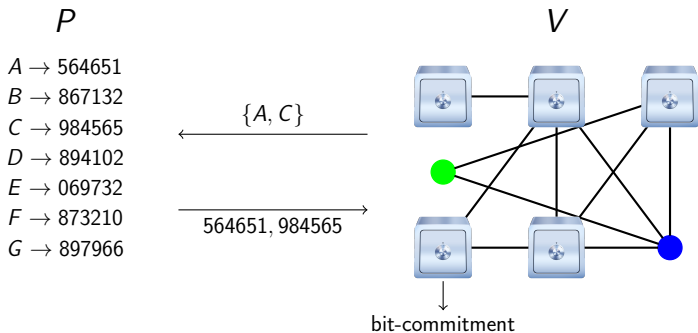 P
V
A → 564651
B → 867132
C → 984565
D → 894102
E → 069732
F → 873210
G → 897966
{A, C}
564651, 984565
bit-commitment